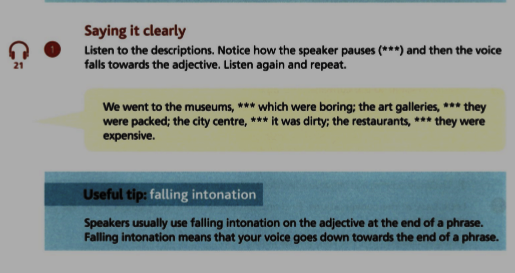 Saying it clearly
21
1
Listen to the descriptions. Notice how the speaker pauses (***) and then the voice
falls towards the adjective. Listen again and repeat.
We went to the museums, *** which were boring; the art galleries, *** they
were packed; the city centre, *** it was dirty; the restaurants, *** they were
expensive.
Useful tip: falling intonation
Speakers usually use falling intonation on the adjective at the end of a phrase.
Falling intonation means that your voice goes down towards the end of a phrase.